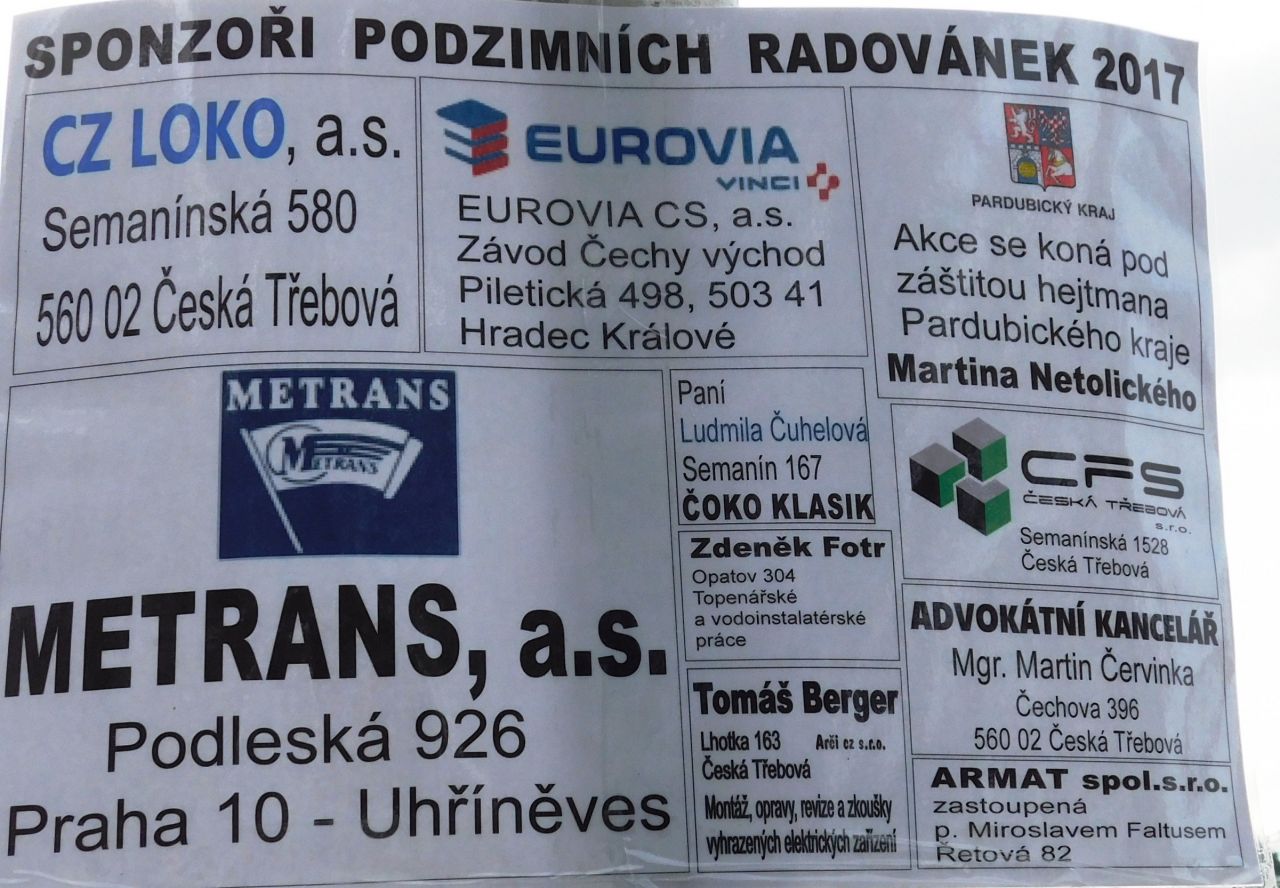 SPONZOŘI PODZIMNÍCH RADOVÁNEK 2017
CZ LOKO, a.s.
Semanínská 580
560 02 Česká Třebová
EUROVIA
VINCI
EUROVIA CS, a.s.
Závod Čechy východ
Piletická 498, 503 41
Hradec Králové
PARDUBICKÝ KRAJ
Akce se koná pod
záštitou hejtmana
Pardubického kraje
Martina Netolického
METRANS
METRANS
METRANS, a.s.
Podleská 926
Praha 10 - Uhříněves
Paní
Ludmila Čuhelová
Semanín 167
ČOKO KLASIK
Zdeněk Fotr
Opatov 304
Topenářské
a vodoinstalatérské
práce
Tomáš Berger
Lhotka 163 Arči cz s.r.o.
Česká Třebová
Montáž, opravy, revize a zkoušky
vyhrazených elektrických zařízení
CFS
ČESKÁ TŘEBOVÁ
s.r.o.
Semanínská 1528
Česká Třebová
ADVOKÁTNÍ KANCELÁŘ
Mgr. Martin Červinka
Čechova 396
560 02 Česká Třebová
ARMAT spol.s.r.o.
zastoupená
p. Miroslavem Faltusem
Řetová 82